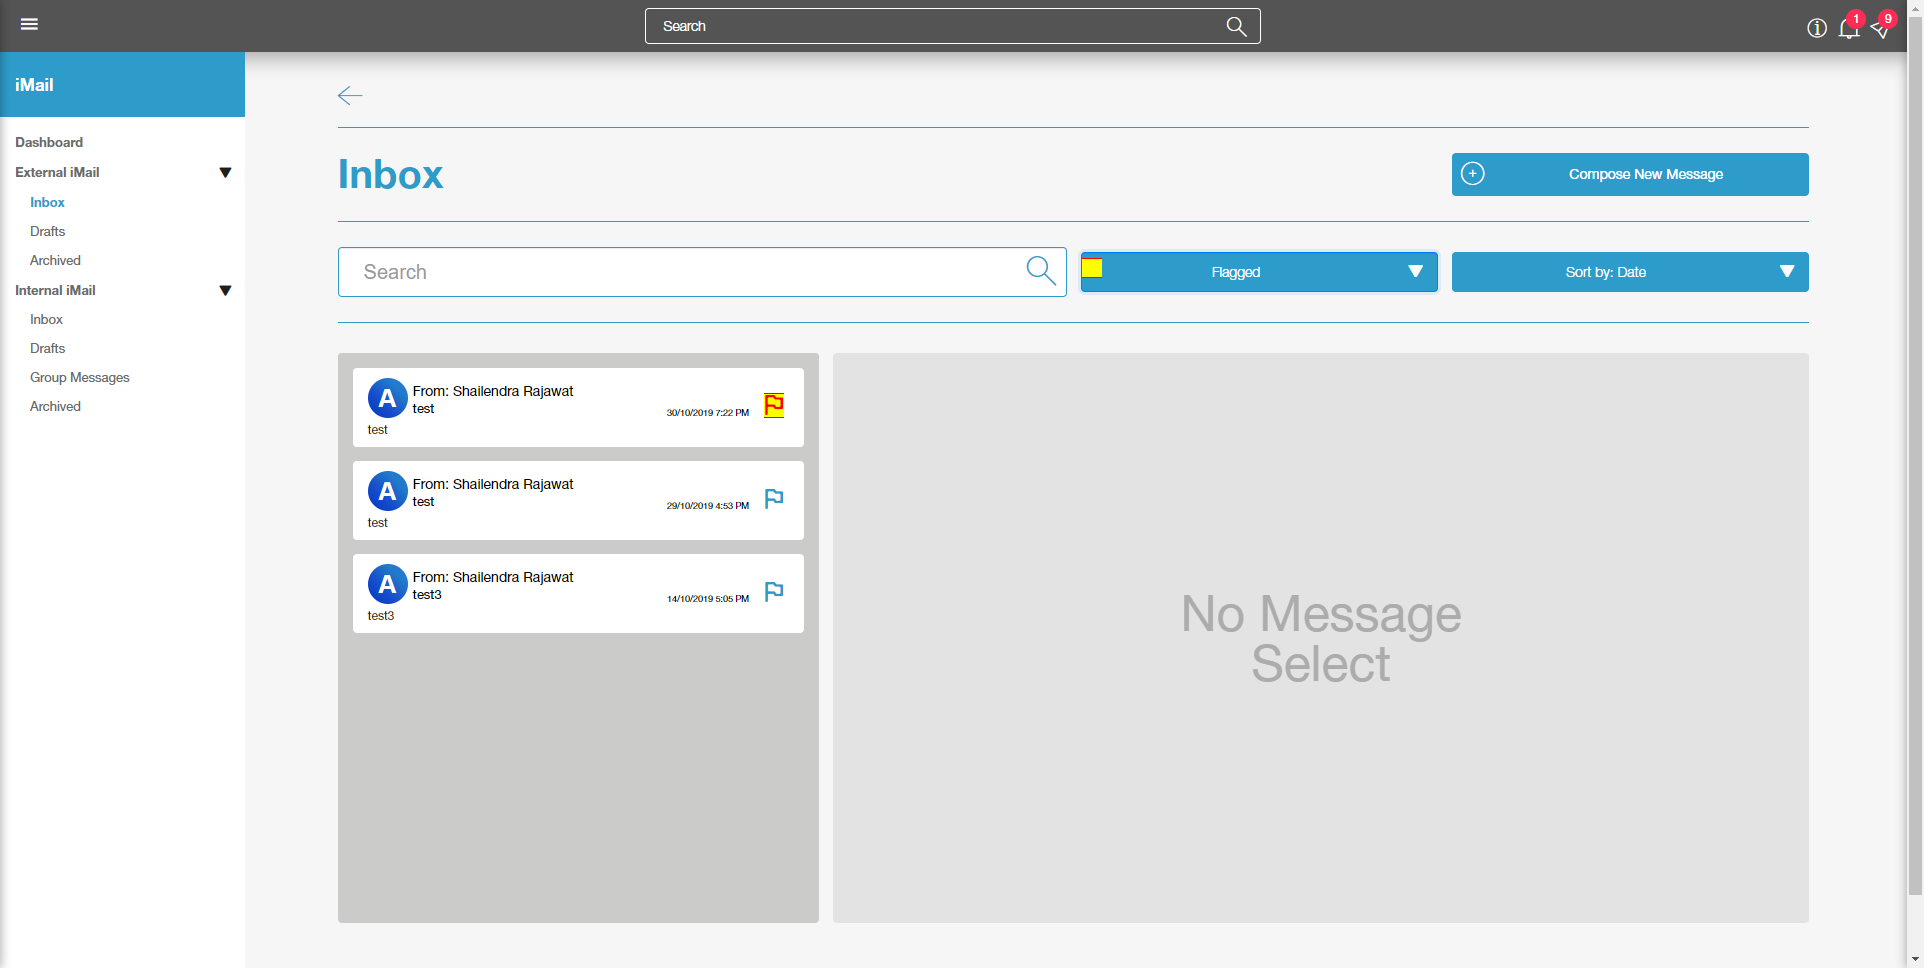 Search
1
9
iMail
Dashboard
External iMail
Inbox
Drafts
Archived
Internal iMail
Inbox
Drafts
Group Messages
Archived
Inbox
Compose New Message
Search
Flagged
Sort by: Date
A
From: Shailendra Rajawat
test
30/10/2019 7:22 PM
test
A
From: Shailendra Rajawat
test
29/10/2019 4:53 PM
test
A
From: Shailendra Rajawat
test3
14/10/2019 5:05 PM
test3
No Message
Select